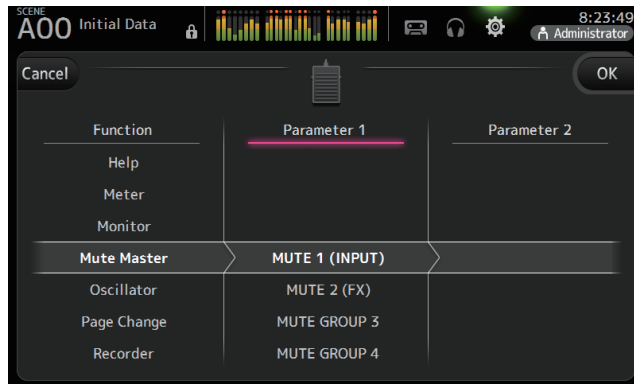 SCENE
A00 Initial Data
8:23:49
Administrator
Cancel
OK
Function Parameter 1 Parameter 2
Help
Meter
Monitor
Mute Master MUTE 1 (INPUT)
Oscillator MUTE 2 (FX)
Page Change MUTE GROUP 3
Recorder MUTE GROUP 4